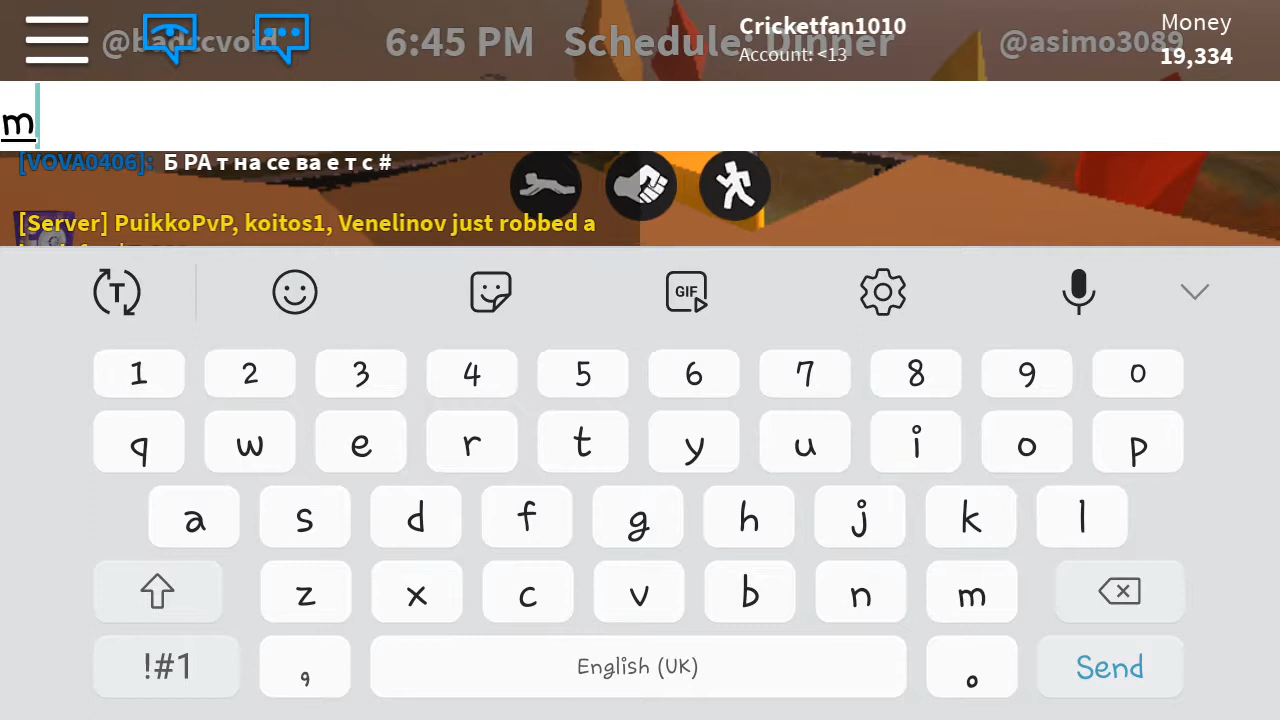 @badccvoid 6:45 PM Schedule: Dinner @asimo3089
Cricketfan1010
Account: <13
Money
19,334
m
[VOVA0406]: Б РА т на се ва е т с #
[Server] PuikkoPvP, koitos1, Venelinov just robbed a
T GIF
1 2 3 4 5 6 7 8 9 0
q w e r t y u i o p
a s d f g h j k l
z x c v b n m
!#1 , English (UK) . Send